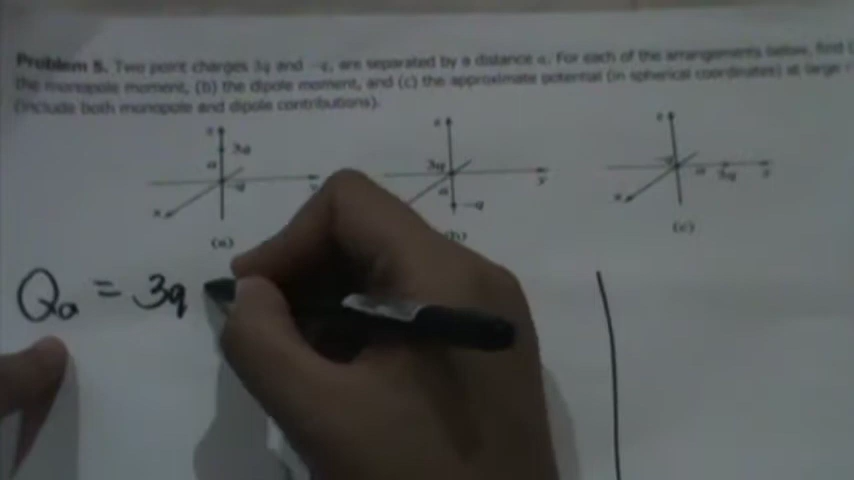 Problem 5. Two point charges 3q and -q, are separated by a distance a. For each of the arrangements below, find
the monopole moment, (b) the dipole moment, and (c) the approximate potential (in spherical coordinates) at large r
(include both monopole and dipole contributions).
z z z
3q 3q
a a a 3q
-q y -q y y
x x
(a) (b) (c)
Qa = 3q